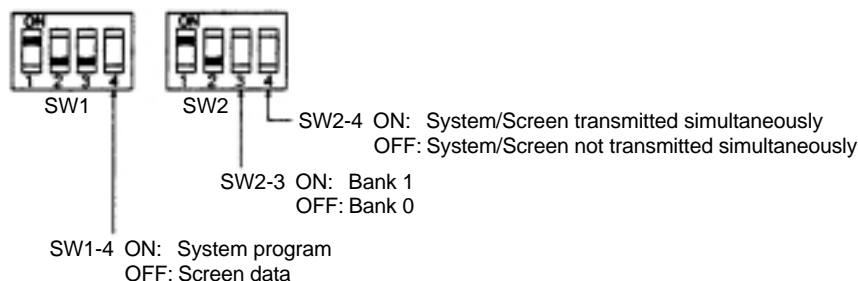 ON ON
1 2 3 4 1 2 3 4
SW1 SW2
SW2-4 ON: System/Screen transmitted simultaneously
OFF: System/Screen not transmitted simultaneously
SW2-3 ON: Bank 1
OFF: Bank 0
SW1-4 ON: System program
OFF: Screen data